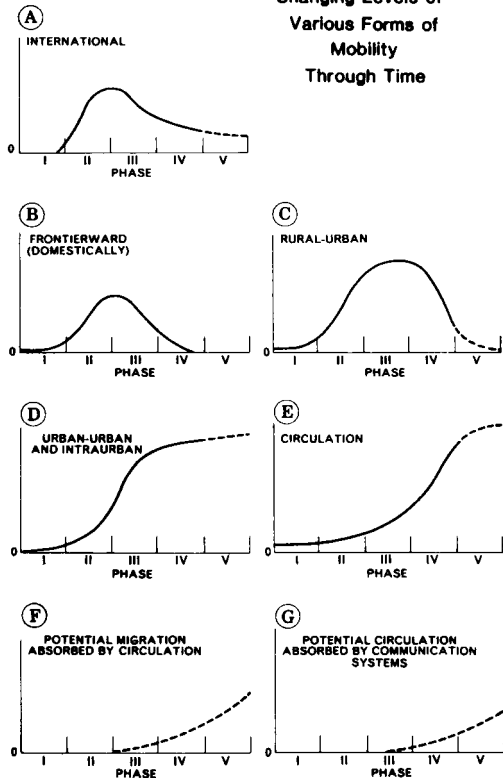 Changing Levels of
Various Forms of
Mobility
Through Time
A
INTERNATIONAL
0
I II III IV V
PHASE
B
FRONTIERWARD
(DOMESTICALLY)
0
I II III IV V
PHASE
C
RURAL-URBAN
0
I II III IV V
PHASE
D
URBAN-URBAN
AND INTRAURBAN
0
I II III IV V
PHASE
E
CIRCULATION
0
I II III IV V
PHASE
F
POTENTIAL MIGRATION
ABSORBED BY CIRCULATION
0
I II III IV V
PHASE
G
POTENTIAL CIRCULATION
ABSORBED BY COMMUNICATION
SYSTEMS
0
I II III IV V
PHASE